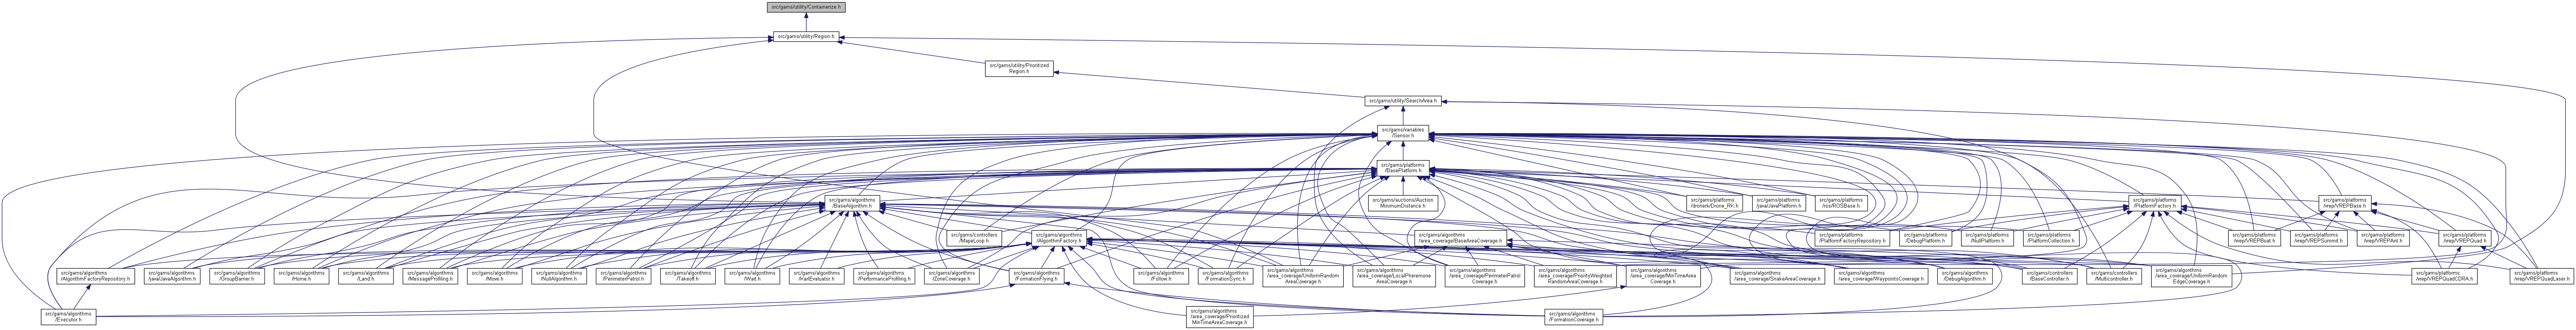 src/gams/utility/Containerize.h
src/gams/utility/Region.h
src/gams/utility/Prioritized
Region.h
src/gams/utility/SearchArea.h
src/gams/variables
/Sensor.h
src/gams/platforms
/BasePlatform.h
src/gams/algorithms
/BaseAlgorithm.h
src/gams/auctions/Auction
MinimumDistance.h
src/gams/platforms
/dronerk/Drone_RK.h
src/gams/platforms
/java/JavaPlatform.h
src/gams/platforms
/ros/ROSBase.h
src/gams/platforms
/PlatformFactory.h
src/gams/platforms
/vrep/VREPBase.h
src/gams/controllers
/MapeLoop.h
src/gams/algorithms
/AlgorithmFactory.h
src/gams/algorithms
/area_coverage/BaseAreaCoverage.h
src/gams/platforms
/PlatformFactoryRepository.h
src/gams/platforms
/DebugPlatform.h
src/gams/platforms
/NullPlatform.h
src/gams/platforms
/PlatformCollection.h
src/gams/platforms
/vrep/VREPBoat.h
src/gams/platforms
/vrep/VREPSummit.h
src/gams/platforms
/vrep/VREPAnt.h
src/gams/platforms
/vrep/VREPQuad.h
src/gams/algorithms
/AlgorithmFactoryRepository.h
src/gams/algorithms
/java/JavaAlgorithm.h
src/gams/algorithms
/GroupBarrier.h
src/gams/algorithms
/Home.h
src/gams/algorithms
/Land.h
src/gams/algorithms
/MessageProfiling.h
src/gams/algorithms
/Move.h
src/gams/algorithms
/NullAlgorithm.h
src/gams/algorithms
/PerimeterPatrol.h
src/gams/algorithms
/Takeoff.h
src/gams/algorithms
/Wait.h
src/gams/algorithms
/KarlEvaluator.h
src/gams/algorithms
/PerformanceProfiling.h
src/gams/algorithms
/ZoneCoverage.h
src/gams/algorithms
/FormationFlying.h
src/gams/algorithms
/Follow.h
src/gams/algorithms
/FormationSync.h
src/gams/algorithms
/area_coverage/UniformRandom
AreaCoverage.h
src/gams/algorithms
/area_coverage/LocalPheremone
AreaCoverage.h
src/gams/algorithms
/area_coverage/PerimeterPatrol
Coverage.h
src/gams/algorithms
/area_coverage/PriorityWeighted
RandomAreaCoverage.h
src/gams/algorithms
/area_coverage/MinTimeArea
Coverage.h
src/gams/algorithms
/area_coverage/SnakeAreaCoverage.h
src/gams/algorithms
/area_coverage/WaypointsCoverage.h
src/gams/algorithms
/DebugAlgorithm.h
src/gams/controllers
/BaseController.h
src/gams/controllers
/Multicontroller.h
src/gams/algorithms
/area_coverage/UniformRandom
EdgeCoverage.h
src/gams/platforms
/vrep/VREPQuadCDRA.h
src/gams/platforms
/vrep/VREPQuadLaser.h
src/gams/algorithms
/Executor.h
src/gams/algorithms
/area_coverage/Prioritized
MinTimeAreaCoverage.h
src/gams/algorithms
/FormationCoverage.h